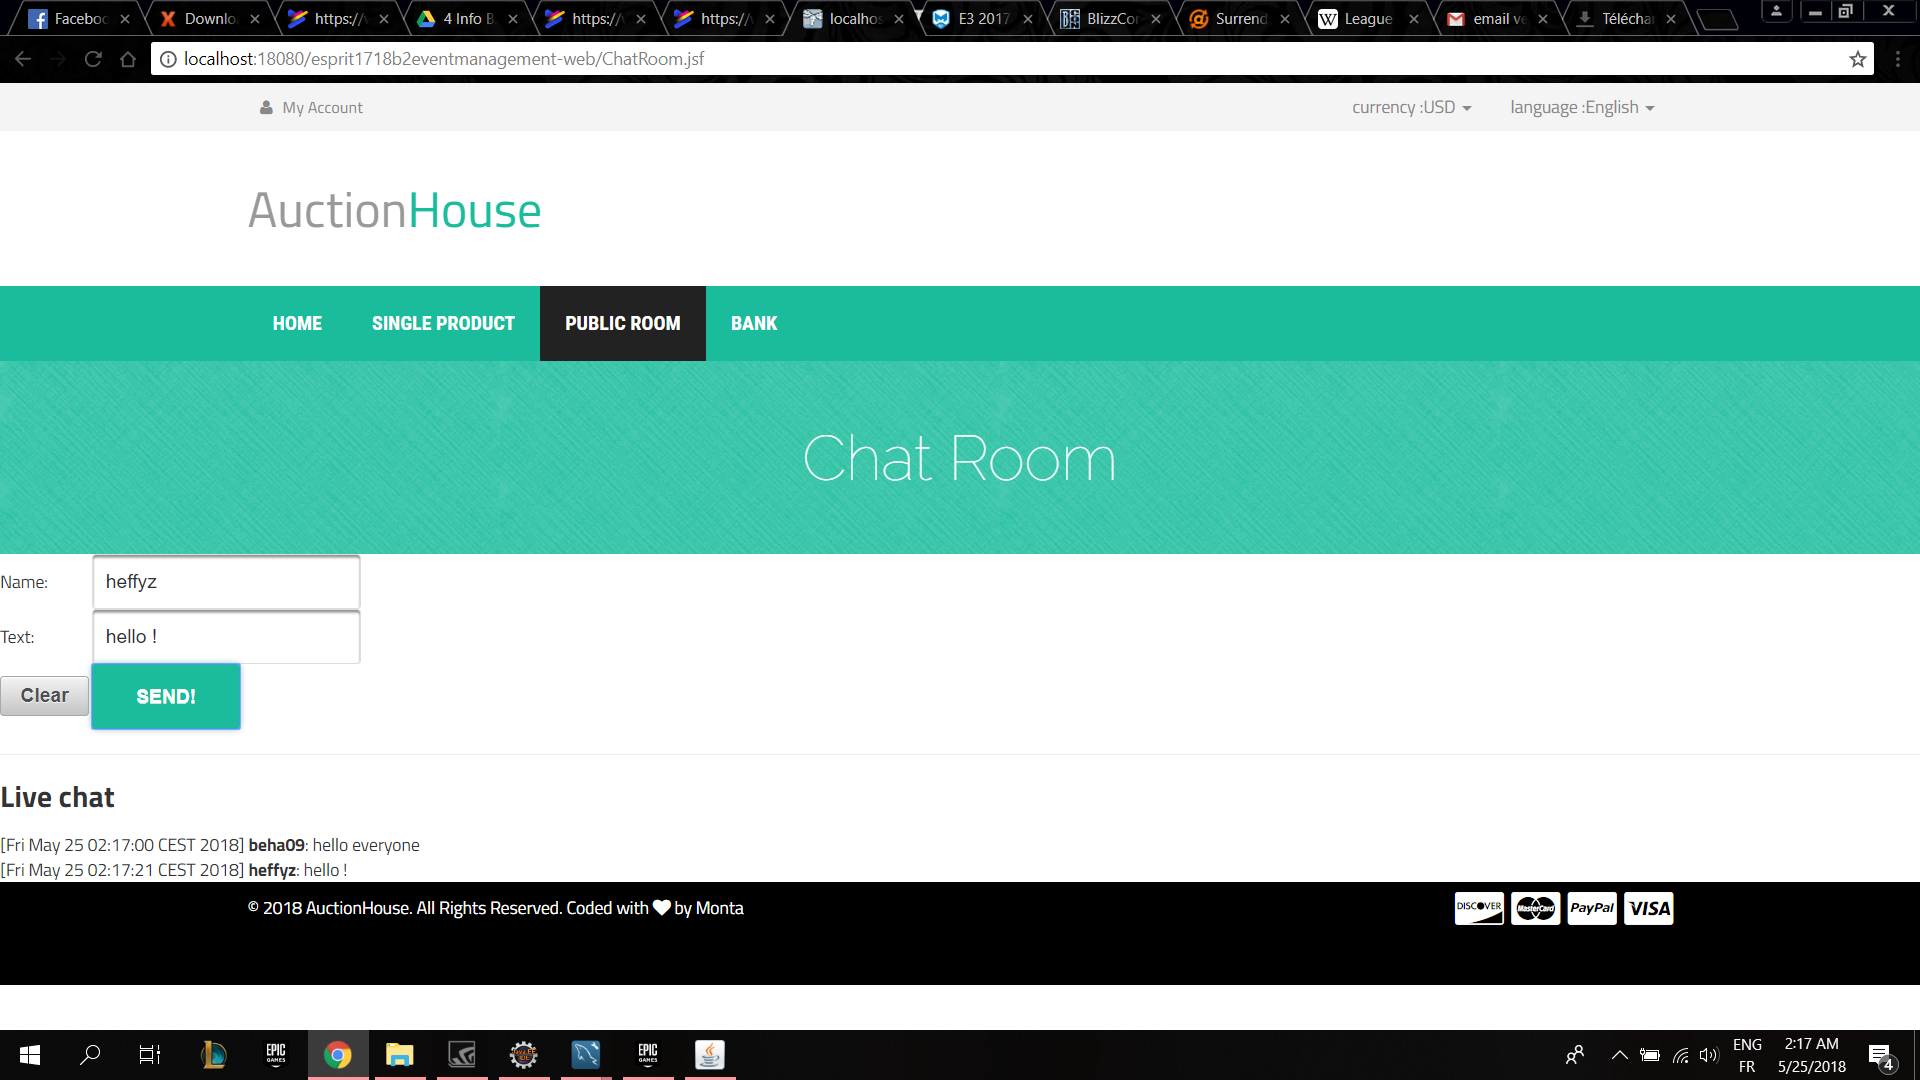 Faceboo
Downloa
https://
4 Info B
https://
https://
localhos
E3 2017
BlizzCon
Surrend
League
email ve
Téléchar
localhost:18080/esprit1718b2eventmanagement-web/ChatRoom.jsf
My Account
currency :USD
language :English
AuctionHouse
HOME
SINGLE PRODUCT
PUBLIC ROOM
BANK
Chat Room
Name:
heffyz
Text:
hello !
Clear
SEND!
Live chat
[Fri May 25 02:17:00 CEST 2018] beha09: hello everyone
[Fri May 25 02:17:21 CEST 2018] heffyz: hello !
© 2018 AuctionHouse. All Rights Reserved. Coded with by Monta
DISCOVER
MasterCard
PayPal
VISA
EPIC
GAMES
EPIC
GAMES
ENG
FR
2:17 AM
5/25/2018
4